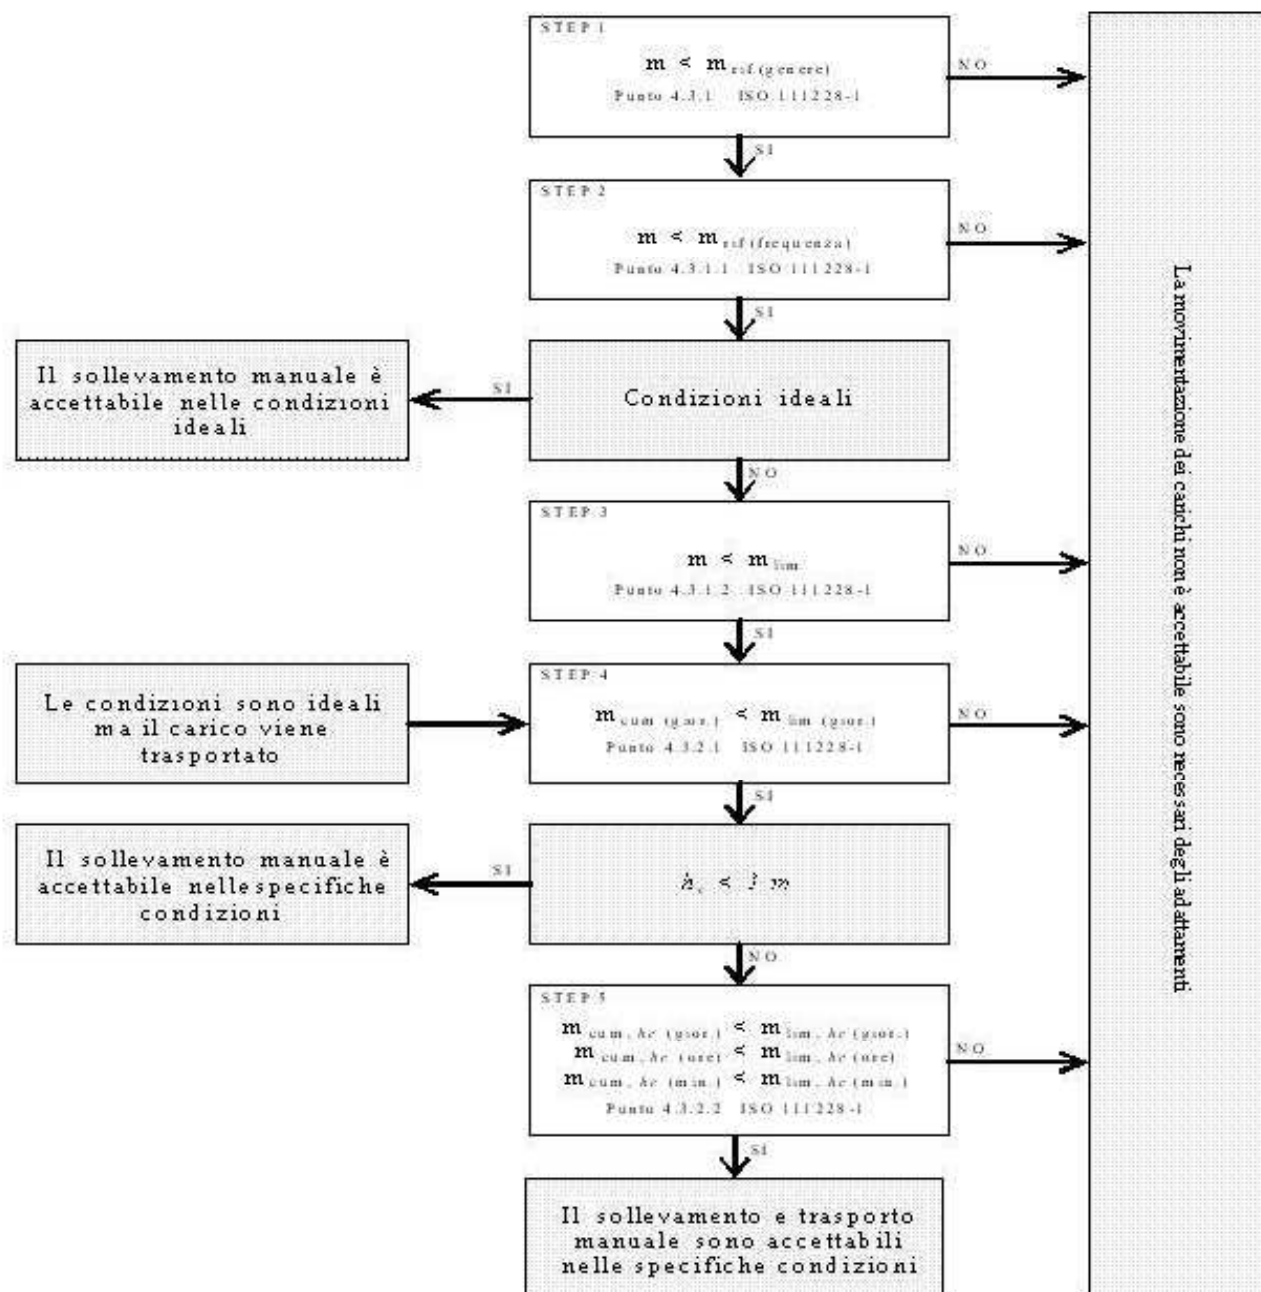 STEP 1
m < m rif (genere)
Punto 4.3.1 ISO 111228-1
NO
SI
STEP 2
m < m rif (frequenza)
Punto 4.3.1.1 ISO 111228-1
NO
SI
Il sollevamento manuale è
accettabile nelle condizioni
ideali
SI
Condizioni ideali
NO
STEP 3
m < m lim.
Punto 4.3.1.2 ISO 111228-1
NO
SI
Le condizioni sono ideali
ma il carico viene
trasportato
STEP 4
m cum (gior.) < m lim (gior.)
Punto 4.3.2.1 ISO 111228-1
NO
SI
Il sollevamento manuale è
accettabile nelle specifiche
condizioni
SI
h c < 3 m
NO
STEP 5
m cum, hc (gior.) < m lim, hc (gior.)
m cum, hc (ore) < m lim, hc (ore)
m cum, hc (min.) < m lim, hc (min.)
Punto 4.3.2.2 ISO 111228-1
NO
SI
Il sollevamento e trasporto
manuale sono accettabili
nelle specifiche condizioni
La movimentazione dei carichi non è accettabile sono necessari degli adattamenti